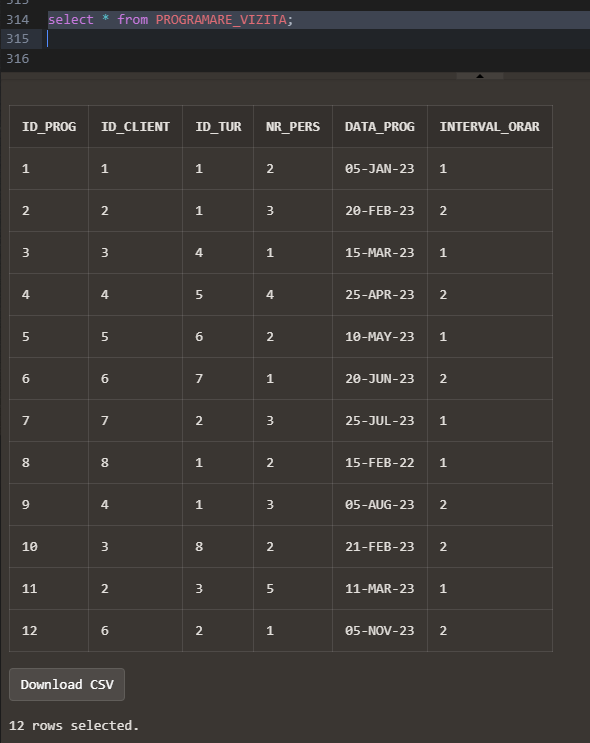 313
314 select * from PROGRAMARE_VIZITA;
315
316
ID_PROG ID_CLIENT ID_TUR NR_PERS DATA_PROG INTERVAL_ORAR
1 1 1 2 05-JAN-23 1
2 2 1 3 20-FEB-23 2
3 3 4 1 15-MAR-23 1
4 4 5 4 25-APR-23 2
5 5 6 2 10-MAY-23 1
6 6 7 1 20-JUN-23 2
7 7 2 3 25-JUL-23 1
8 8 1 2 15-FEB-22 1
9 4 1 3 05-AUG-23 2
10 3 8 2 21-FEB-23 2
11 2 3 5 11-MAR-23 1
12 6 2 1 05-NOV-23 2
Download CSV
12 rows selected.